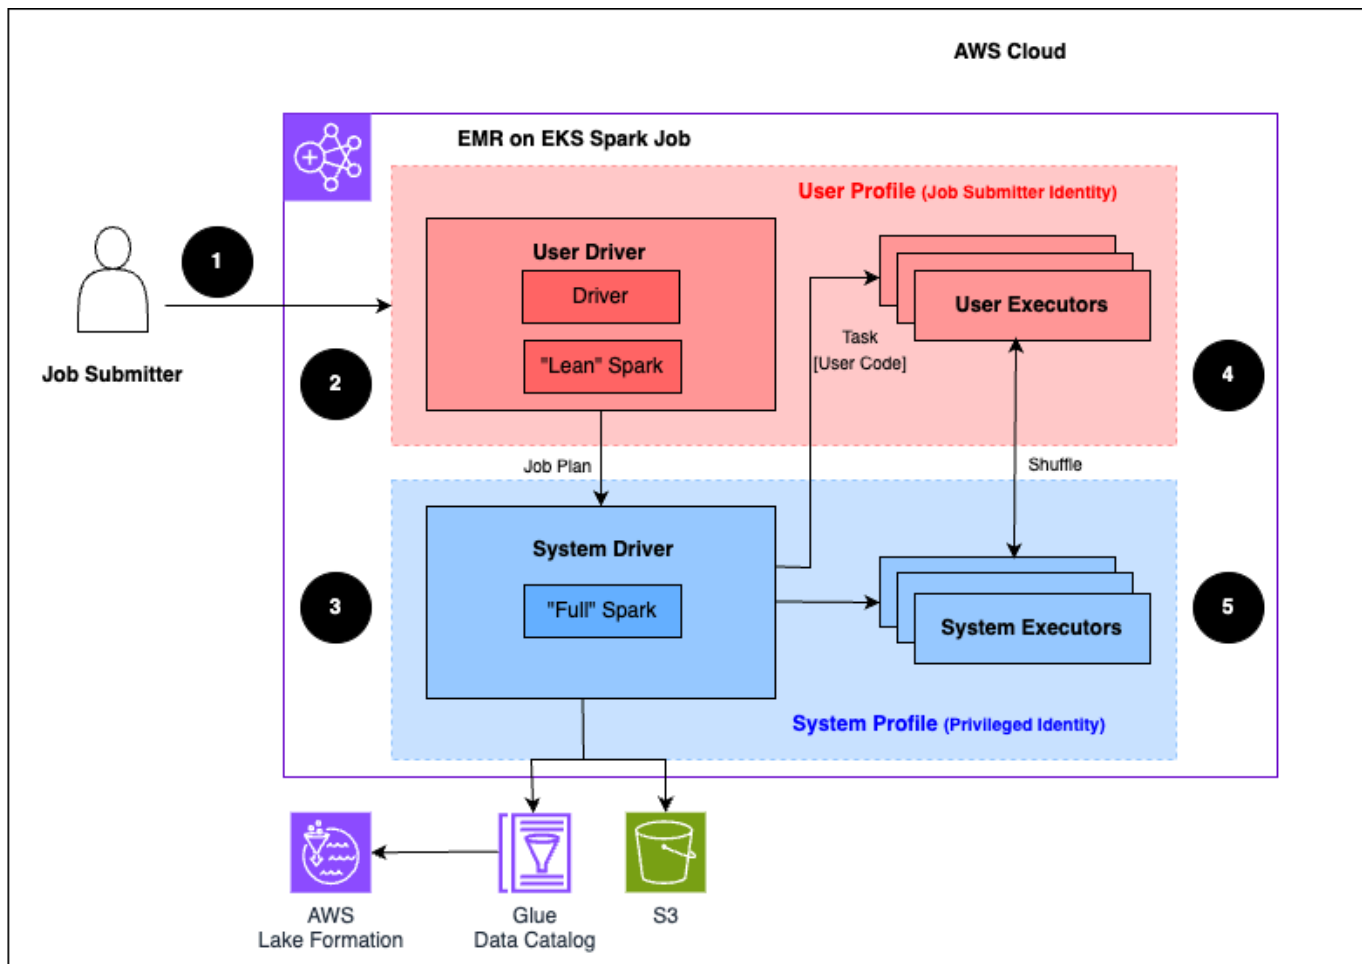 AWS Cloud
EMR on EKS Spark Job
User Profile (Job Submitter Identity)
1
User Driver
Driver
"Lean" Spark
User Executors
Task
[User Code]
Job Submitter
2
4
Job Plan
Shuffle
System Driver
"Full" Spark
3
System Executors
5
System Profile (Privileged Identity)
AWS
Lake Formation
Glue
Data Catalog
S3